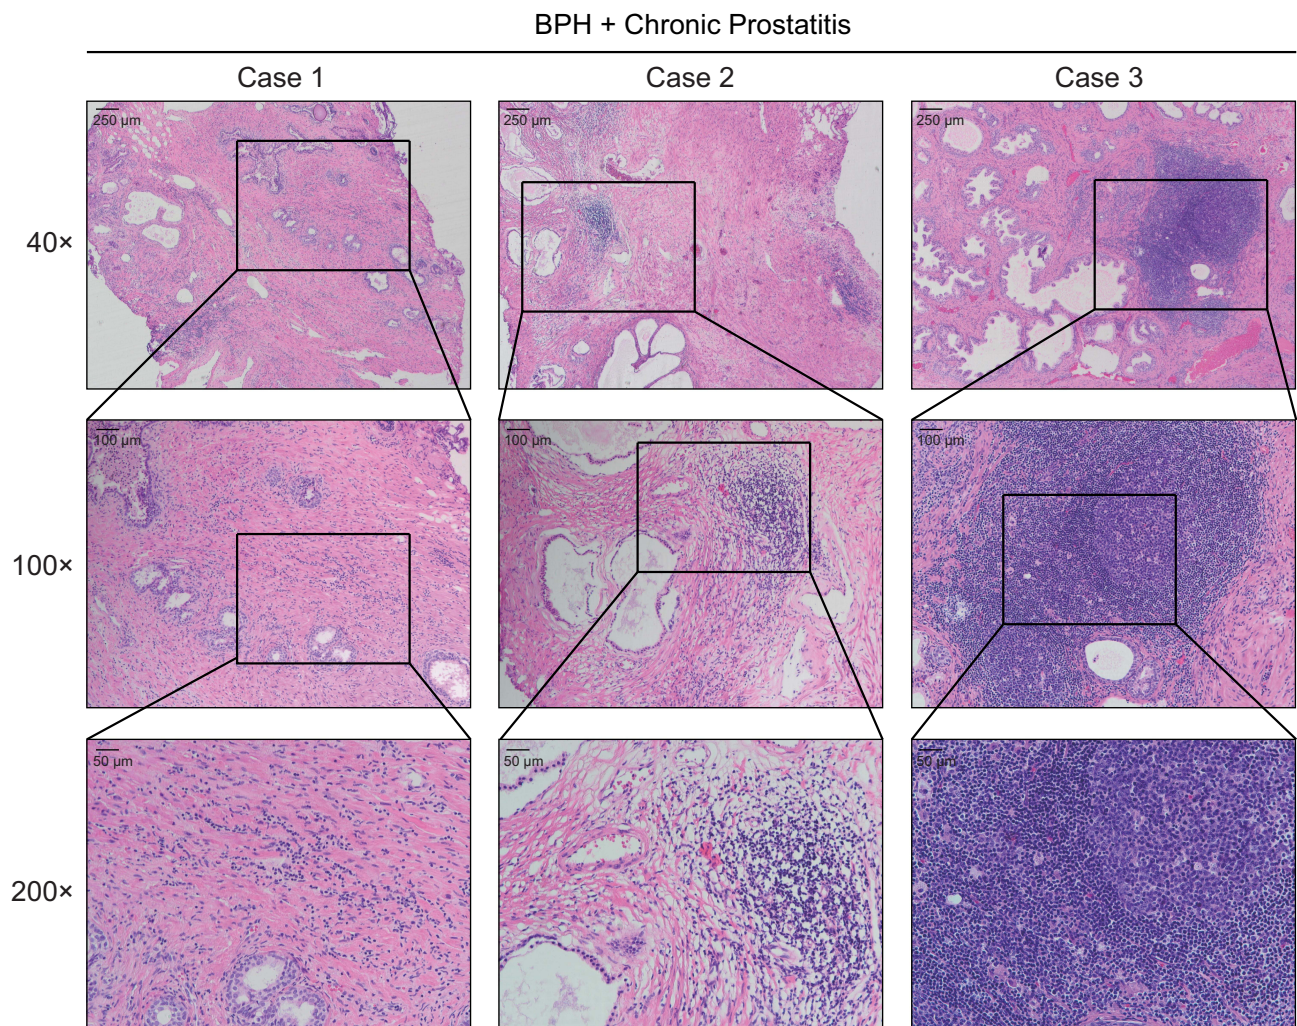 BPH + Chronic Prostatitis
Case 1
Case 2
Case 3
40×
250 µm
250 µm
250 µm
100×
100 µm
100 µm
100 µm
200×
50 µm
50 µm
50 µm